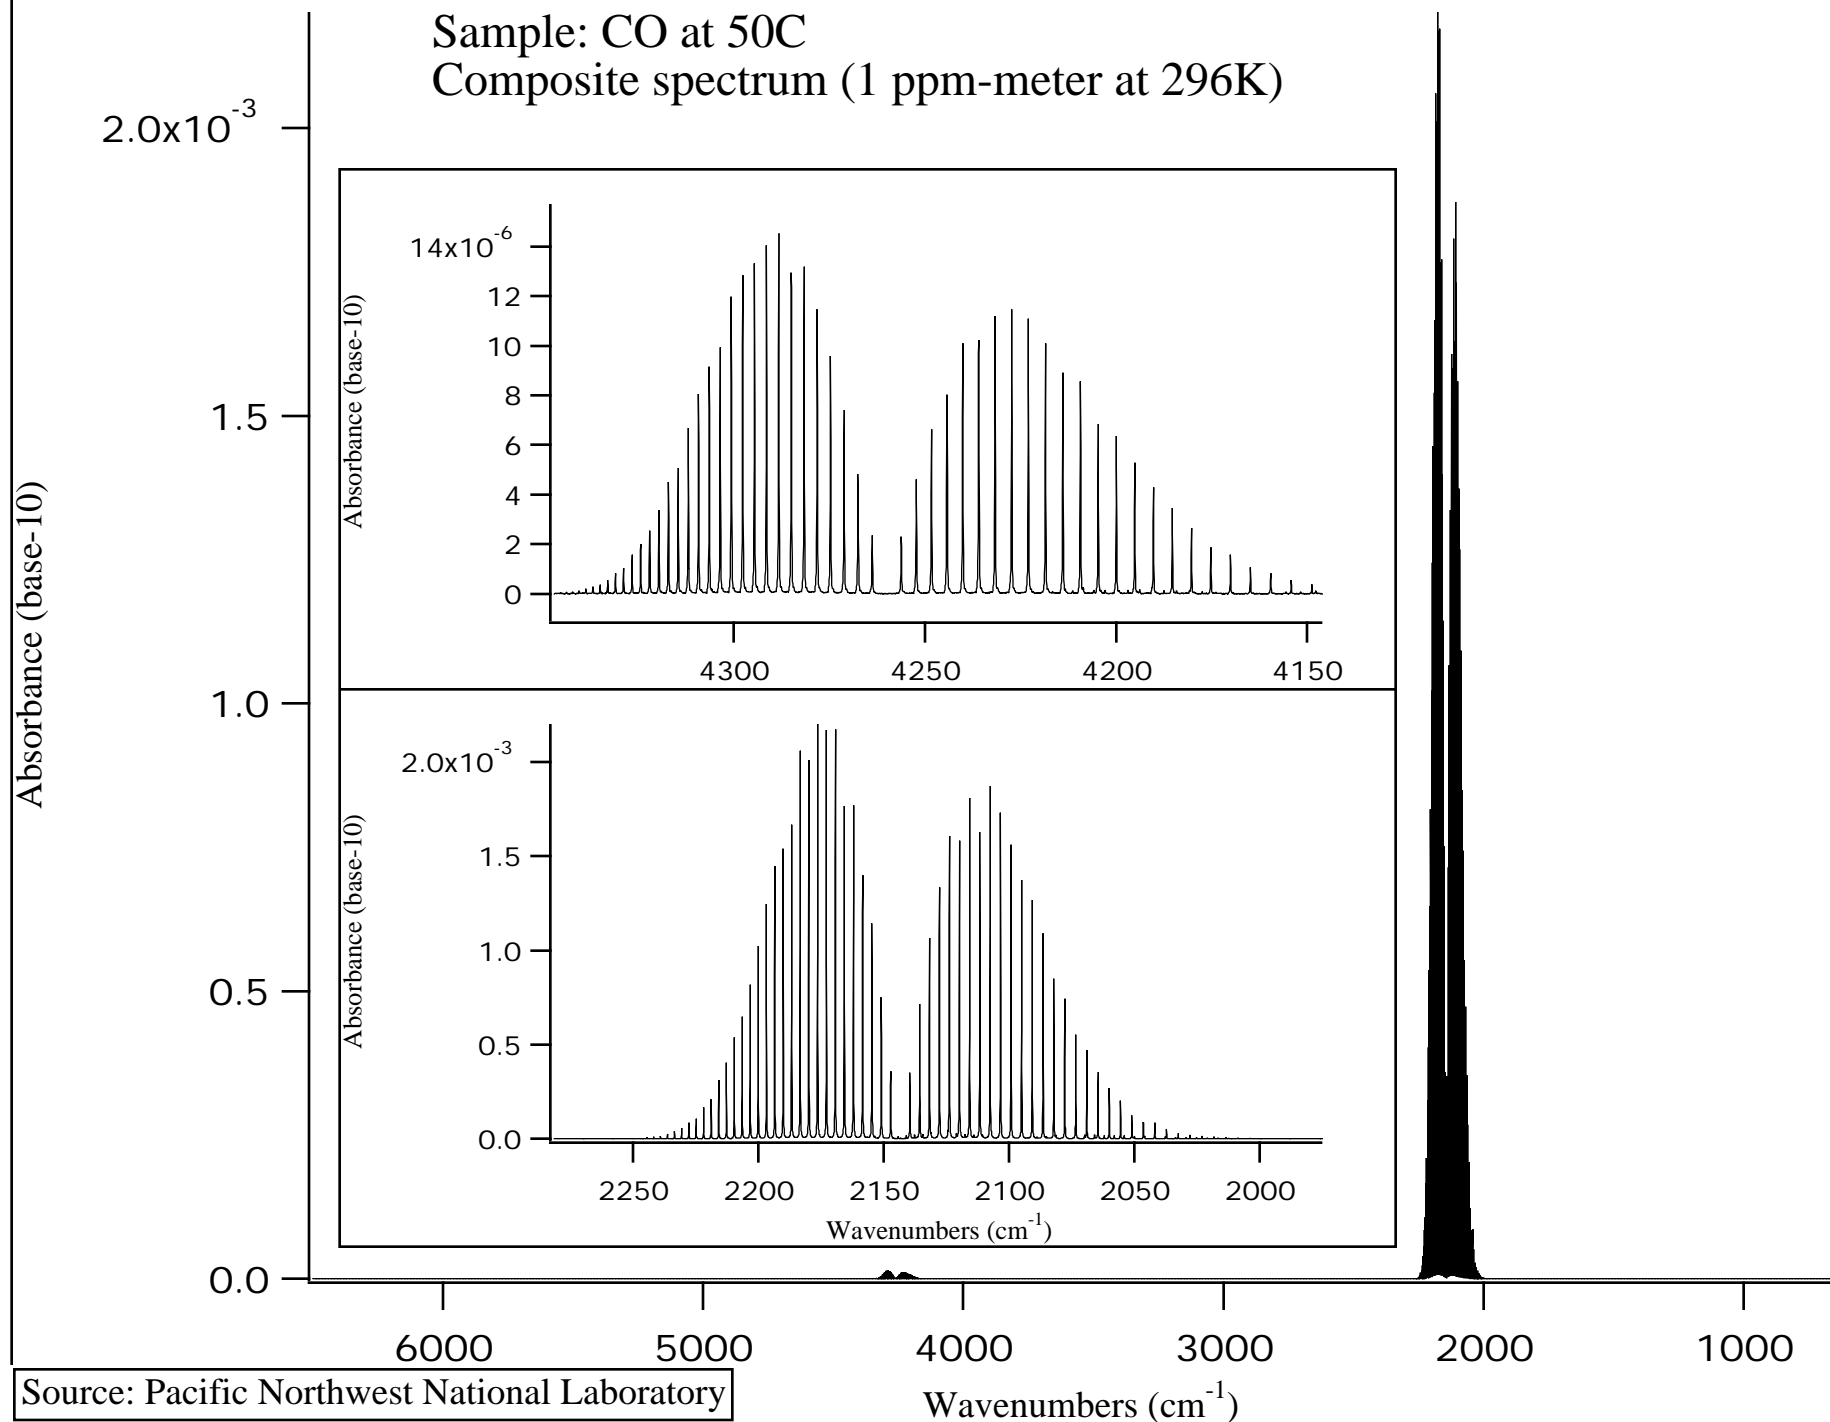 Sample: CO at 50C
Composite spectrum (1 ppm-meter at 296K)
Absorbance (base-10)
2.0x10-3
1.5
1.0
0.5
0.0
Absorbance (base-10)
14x10-6
12
10
8
6
4
2
0
4300 4250 4200 4150
Absorbance (base-10)
2.0x10-3
1.5
1.0
0.5
0.0
2250 2200 2150 2100 2050 2000
Wavenumbers (cm-1)
6000 5000 4000 3000 2000 1000
Wavenumbers (cm-1)
Source: Pacific Northwest National Laboratory